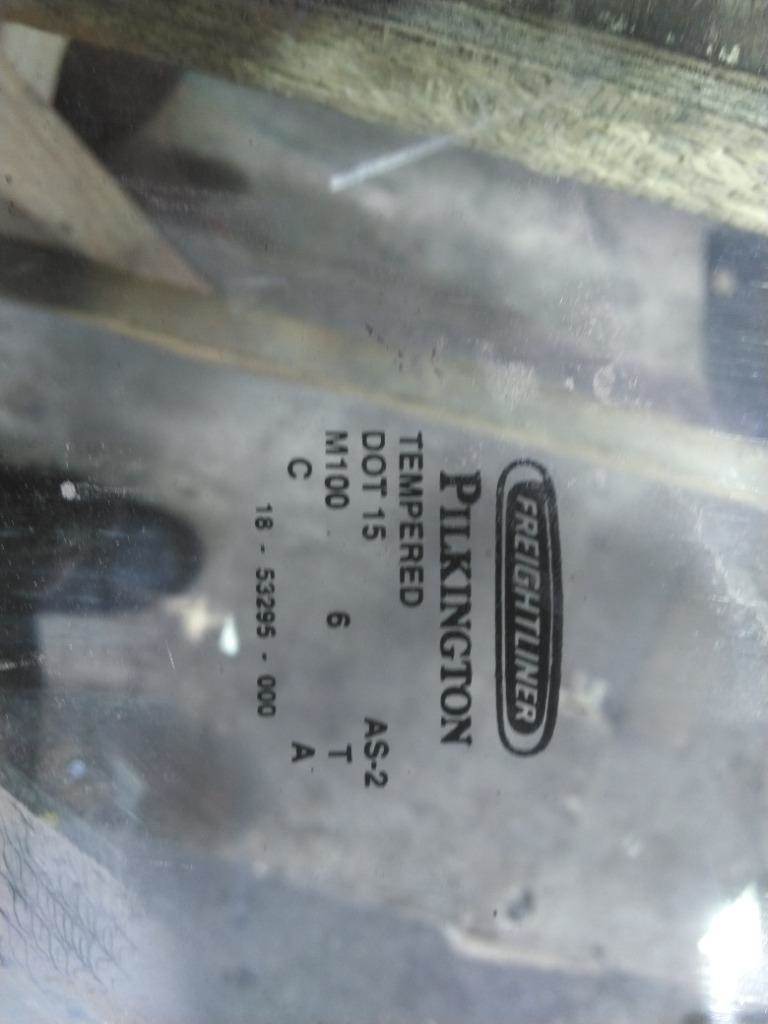 FREIGHTLINER
PILKINGTON
TEMPERED
DOT 15 AS-2
M100 6 T
C A
18 - 53295 - 000